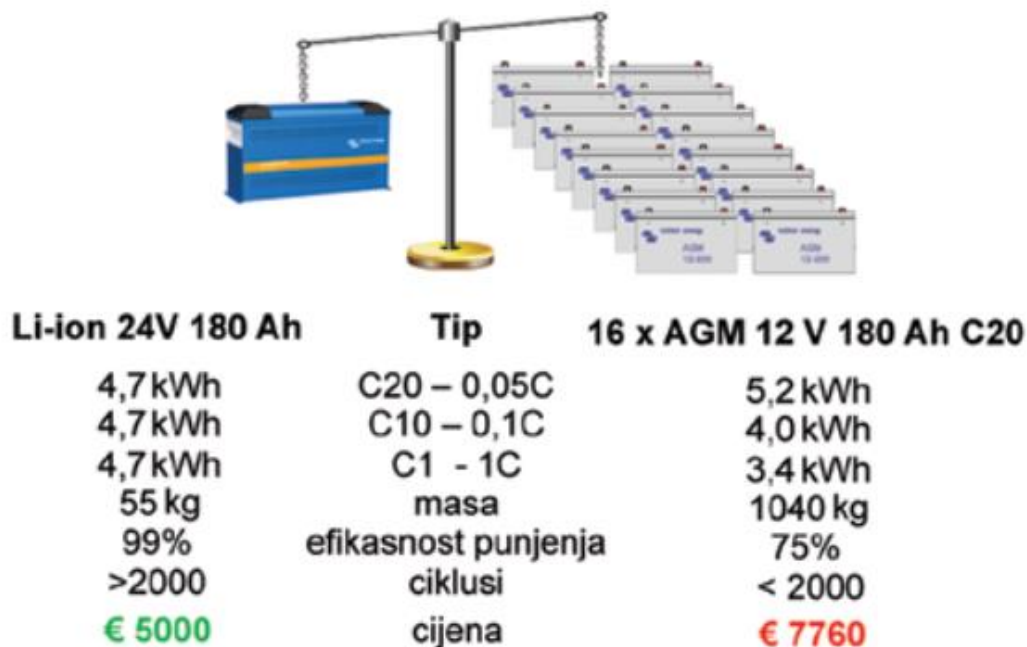 Li-ion 24V 180 Ah Tip 16 x AGM 12 V 180 Ah C20
4,7 kWh C20 – 0,05C 5,2 kWh
4,7 kWh C10 – 0,1C 4,0 kWh
4,7 kWh C1 - 1C 3,4 kWh
55 kg masa 1040 kg
99% efikasnost punjenja 75%
>2000 ciklusi < 2000
€ 5000 cijena € 7760